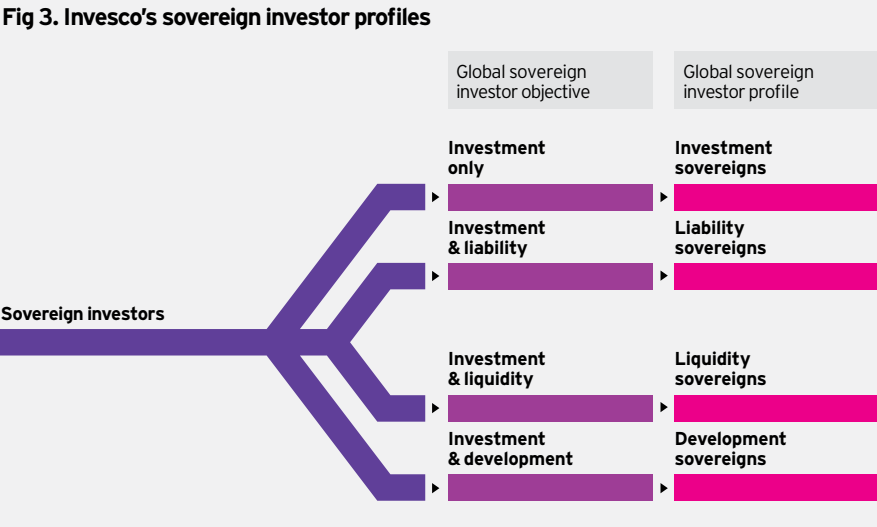 Fig 3. Invesco's sovereign investor profiles
Global sovereign
investor objective
Global sovereign
investor profile
Investment
only
Investment
sovereigns
Investment
& liability
Liability
sovereigns
Sovereign investors
Investment
& liquidity
Liquidity
sovereigns
Investment
& development
Development
sovereigns